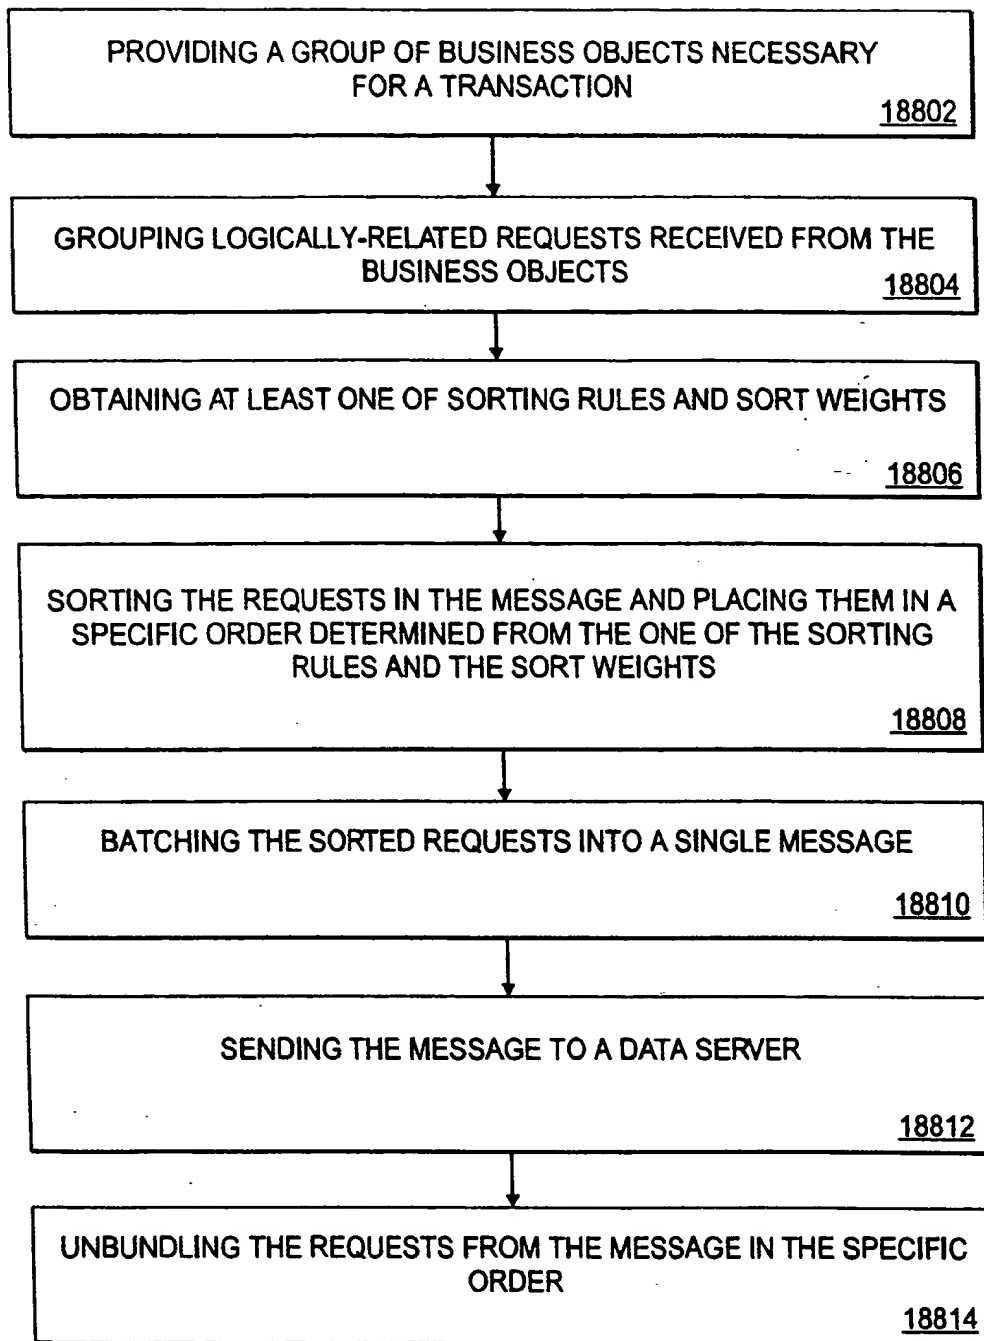 PROVIDING A GROUP OF BUSINESS OBJECTS NECESSARY
FOR A TRANSACTION
18802
GROUPING LOGICALLY-RELATED REQUESTS RECEIVED FROM THE
BUSINESS OBJECTS
18804
OBTAINING AT LEAST ONE OF SORTING RULES AND SORT WEIGHTS
18806
SORTING THE REQUESTS IN THE MESSAGE AND PLACING THEM IN A
SPECIFIC ORDER DETERMINED FROM THE ONE OF THE SORTING
RULES AND THE SORT WEIGHTS
18808
BATCHING THE SORTED REQUESTS INTO A SINGLE MESSAGE
18810
SENDING THE MESSAGE TO A DATA SERVER
18812
UNBUNDLING THE REQUESTS FROM THE MESSAGE IN THE SPECIFIC
ORDER
18814